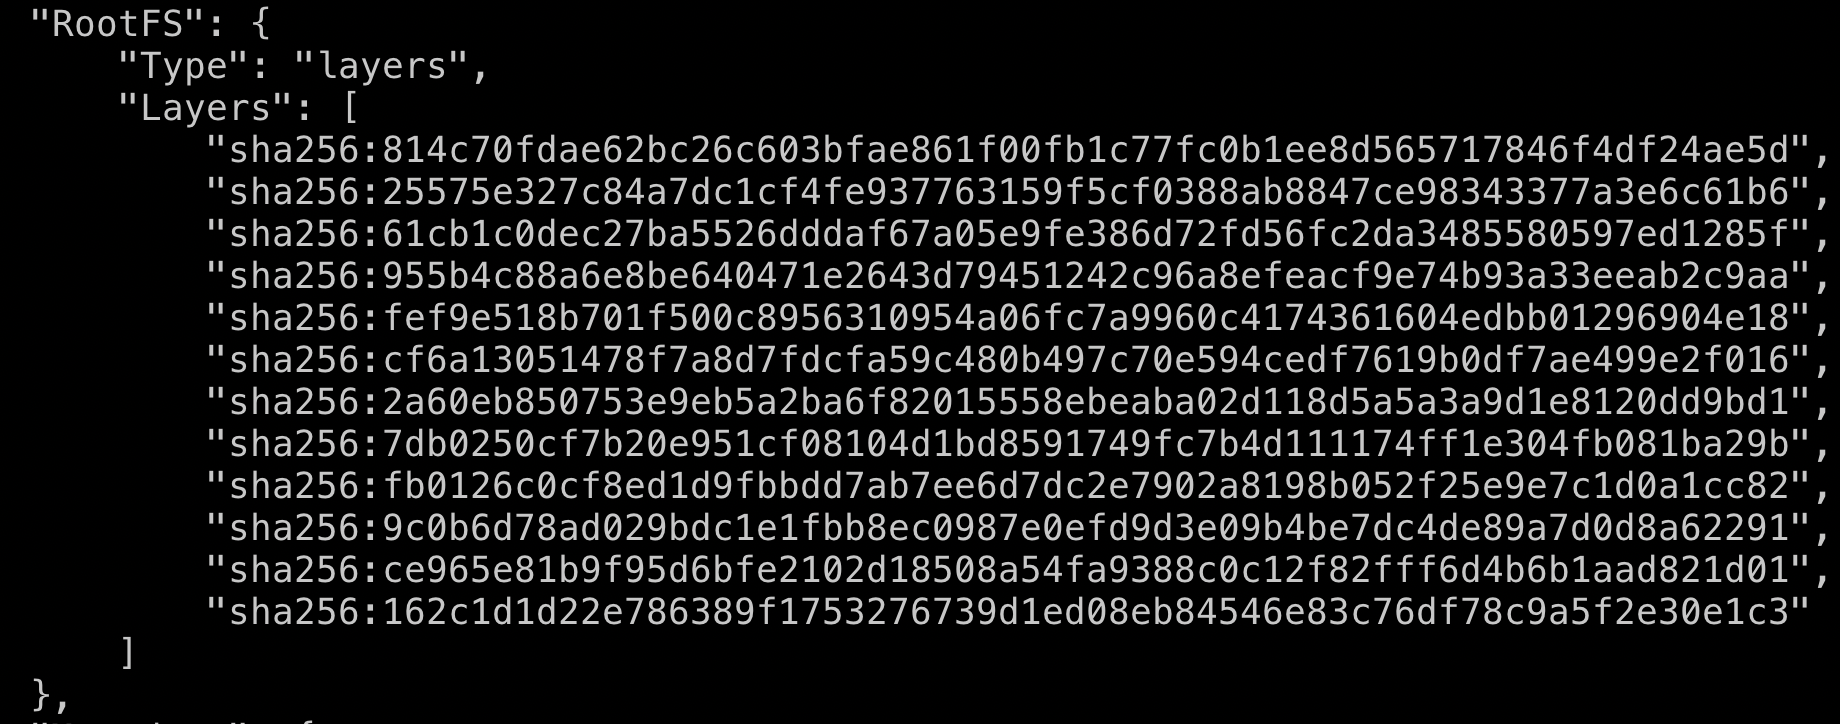 "RootFS": {
"Type": "layers",
"Layers": [
"sha256:814c70fdae62bc26c603bfae861f00fb1c77fc0b1ee8d565717846f4df24ae5d",
"sha256:25575e327c84a7dc1cf4fe937763159f5cf0388ab8847ce98343377a3e6c61b6",
"sha256:61cb1c0dec27ba5526dddaf67a05e9fe386d72fd56fc2da3485580597ed1285f",
"sha256:955b4c88a6e8be640471e2643d79451242c96a8efeacf9e74b93a33eeab2c9aa",
"sha256:fef9e518b701f500c8956310954a06fc7a9960c4174361604edbb01296904e18",
"sha256:cf6a13051478f7a8d7fdcfa59c480b497c70e594cedf7619b0df7ae499e2f016",
"sha256:2a60eb850753e9eb5a2ba6f82015558ebeaba02d118d5a5a3a9d1e8120dd9bd1",
"sha256:7db0250cf7b20e951cf08104d1bd8591749fc7b4d111174ff1e304fb081ba29b",
"sha256:fb0126c0cf8ed1d9fbbdd7ab7ee6d7dc2e7902a8198b052f25e9e7c1d0a1cc82",
"sha256:9c0b6d78ad029bdc1e1fbb8ec0987e0efd9d3e09b4be7dc4de89a7d0d8a62291",
"sha256:ce965e81b9f95d6bfe2102d18508a54fa9388c0c12f82fff6d4b6b1aad821d01",
"sha256:162c1d1d22e786389f1753276739d1ed08eb84546e83c76df78c9a5f2e30e1c3"
]
},